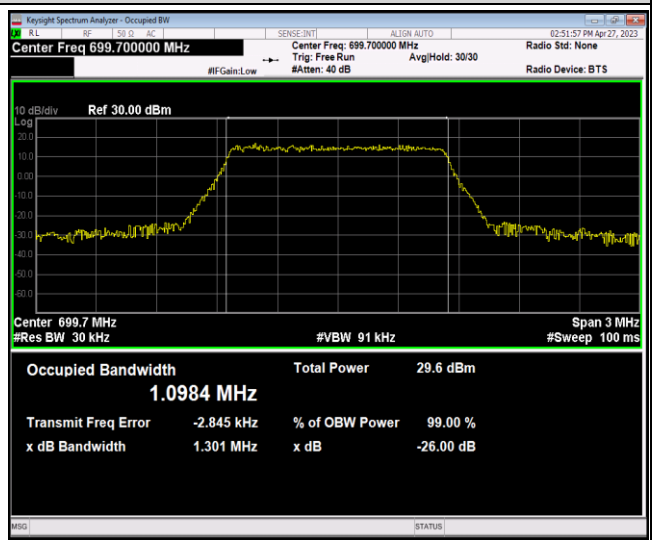 Keysight Spectrum Analyzer - Occupied BW
RL RF 50 Ω AC SENSE:INT ALIGN AUTO 02:51:57 PM Apr 27, 2023
Center Freq 699.700000 MHz Center Freq: 699.700000 MHz Radio Std: None
Trig: Free Run Avg|Hold: 30/30
#IFGain:Low #Atten: 40 dB Radio Device: BTS
10 dB/div Ref 30.00 dBm
Log
20.0
10.0
0.00
-10.0
-20.0
-30.0
-40.0
-50.0
-60.0
Center 699.7 MHz Span 3 MHz
#Res BW 30 kHz #VBW 91 kHz #Sweep 100 ms
Occupied Bandwidth Total Power 29.6 dBm
1.0984 MHz
Transmit Freq Error -2.845 kHz % of OBW Power 99.00 %
x dB Bandwidth 1.301 MHz x dB -26.00 dB
MSG STATUS